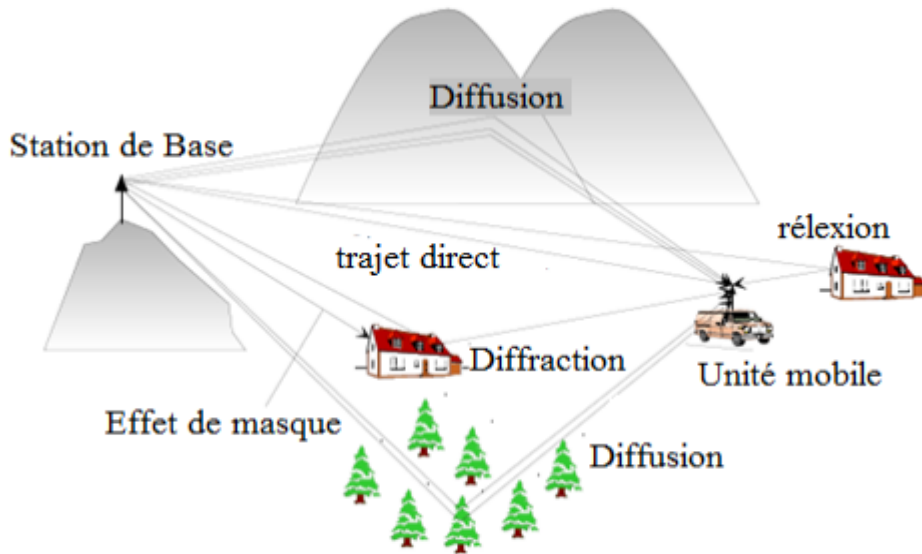 Diffusion
Station de Base
rélexion
trajet direct
Diffraction
Unité mobile
Effet de masque
Diffusion